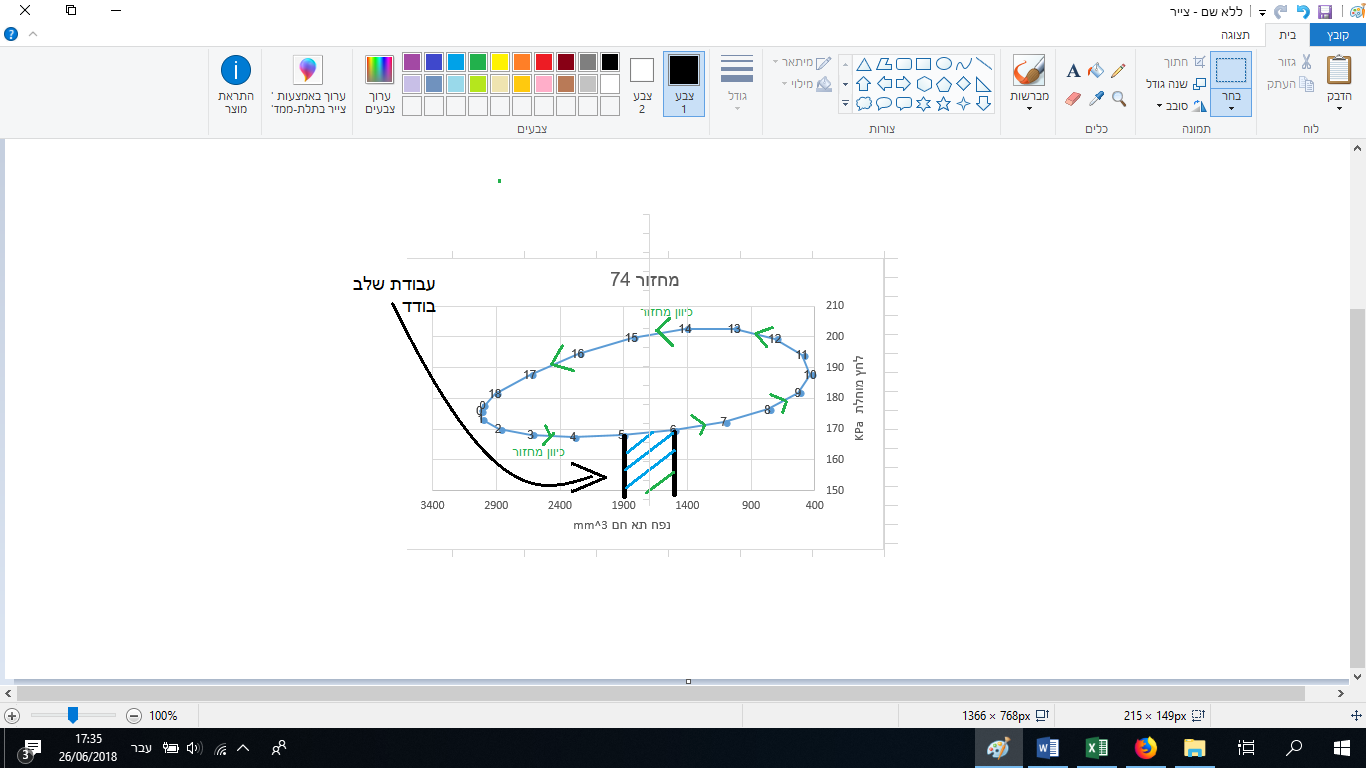 ללא שם - צייר
קובץ
בית
תצוגה
הדבק
גזור
העתק
לוח
בחר
חתוך
שנה גודל
סובב
תמונה
A
כלים
מברשות
מיתאר
מילוי
צורות
גודל
צבע
1
צבע
2
ערוך
צבעים
צבעים
ערוך באמצעות '
צייר בתלת-ממד'
התראת
מוצר
עבודת שלב
בודד
מחזור 74
כיוון מחזור
כיוון מחזור
210
200
190
180
170
160
150
לחץ מוחלט KPa
0
0
1
2
3
4
5
6
7
8
9
10
11
12
13
14
15
16
17
18
3400
2900
2400
1900
1400
900
400
נפח תא חם mm^3
100%
1366 × 768px
215 × 149px
3
17:35
26/06/2018
עבר
W
X